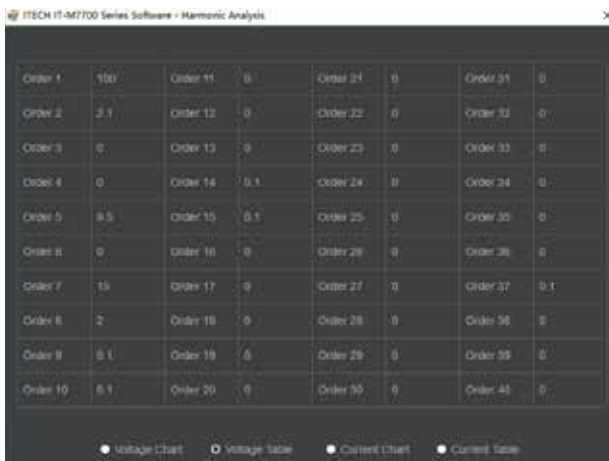 ITECH IT-M7700 Series Software - Harmonic Analysis
Order 1 100 Order 11 0 Order 21 0 Order 31 0
Order 2 2.1 Order 12 0 Order 22 0 Order 32 0
Order 3 0 Order 13 0 Order 23 0 Order 33 0
Order 4 0 Order 14 0.1 Order 24 0 Order 34 0
Order 5 9.5 Order 15 0.1 Order 25 0 Order 35 0
Order 6 0 Order 16 0 Order 26 0 Order 36 0
Order 7 15 Order 17 0 Order 27 0 Order 37 0.1
Order 8 2 Order 18 0 Order 28 0 Order 38 0
Order 9 0.1 Order 19 0 Order 29 0 Order 39 0
Order 10 0.1 Order 20 0 Order 30 0 Order 40 0
Voltage Chart Voltage Table Current Chart Current Table